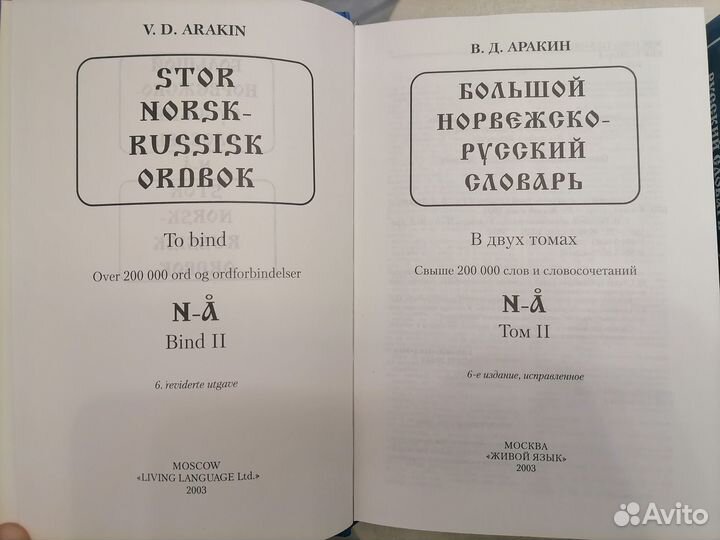 V. D. ARAKIN
STOR
NORSK-
RUSSISK
ORDBOK
To bind
Over 200 000 ord og ordforbindelser
N-Å
Bind II
6. reviderte utgave
MOSCOW
«LIVING LANGUAGE Ltd.»
2003
В. Д. АРАКИН
БОЛЬШОЙ
НОРВЕЖСКО-
РУССКИЙ
СЛОВАРЬ
В двух томах
Свыше 200 000 слов и словосочетаний
N-Å
Том II
6-е издание, исправленное
МОСКВА
«ЖИВОЙ ЯЗЫК»
2003
Avito